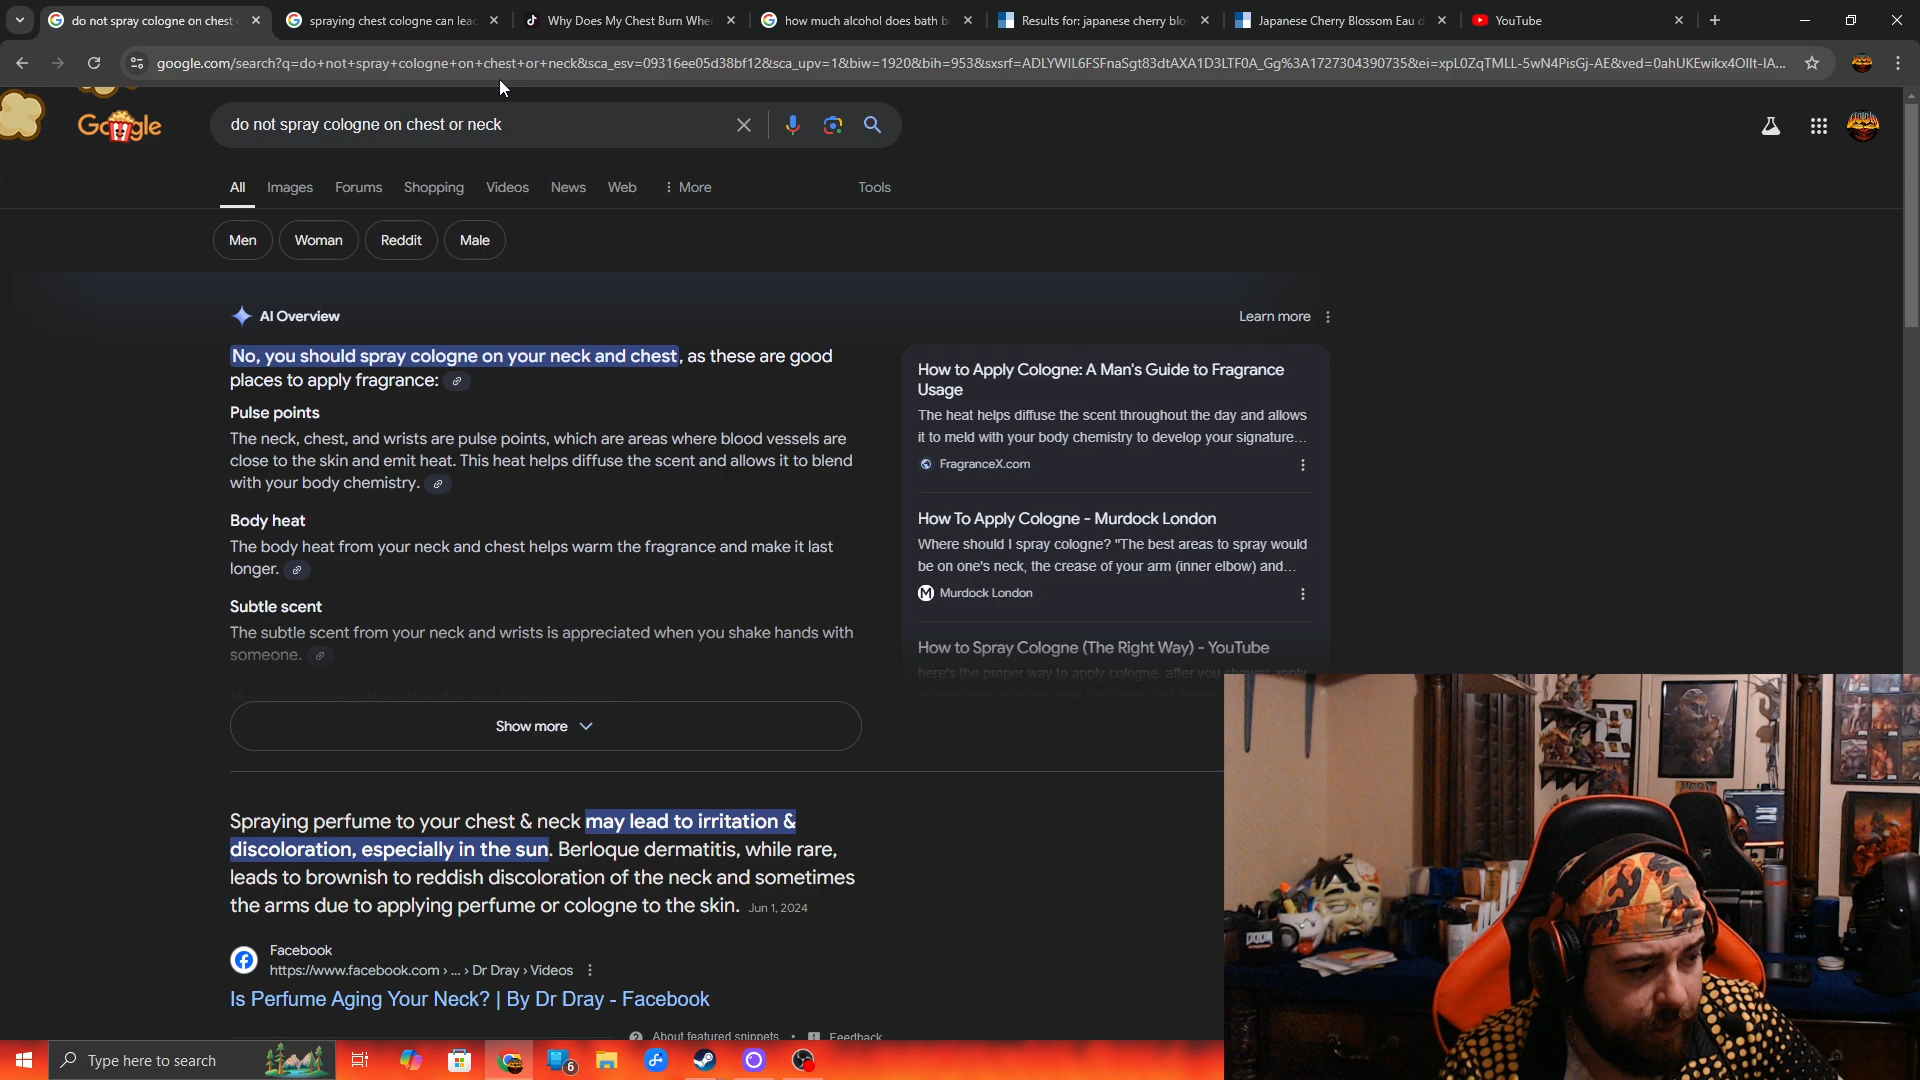 do not spray cologne on chest
spraying chest cologne can lead
Why Does My Chest Burn Whe
how much alcohol does bath b
Results for: japanese cherry blo
Japanese Cherry Blossom Eau d
YouTube
google.com/search?q=do+not+spray+cologne+on+chest+or+neck&sca_esv=09316ee05d38bf12&sca_upv=1&biw=1920&bih=953&sxsrf=ADLYWIL6FSFnaSgt83dtAXA1D3LTF0A_Gg%3A1727304390735&ei=xpL0ZqTMLL-5wN4PisGj-AE&ved=0ahUKEwikx4OIlt-IA...
Google
do not spray cologne on chest or neck
All Images Forums Shopping Videos News Web More Tools
Men Woman Reddit Male
AI Overview
Learn more
No, you should spray cologne on your neck and chest, as these are good
places to apply fragrance:
Pulse points
The neck, chest, and wrists are pulse points, which are areas where blood vessels are
close to the skin and emit heat. This heat helps diffuse the scent and allows it to blend
with your body chemistry.
Body heat
The body heat from your neck and chest helps warm the fragrance and make it last
longer.
Subtle scent
The subtle scent from your neck and wrists is appreciated when you shake hands with
someone.
Show more
How to Apply Cologne: A Man's Guide to Fragrance
Usage
The heat helps diffuse the scent throughout the day and allows
it to meld with your body chemistry to develop your signature...
FragranceX.com
How To Apply Cologne - Murdock London
Where should I spray cologne? "The best areas to spray would
be on one's neck, the crease of your arm (inner elbow) and...
M Murdock London
How to Spray Cologne (The Right Way) - YouTube
here's the proper way to apply cologne after you shower apply
Spraying perfume to your chest & neck may lead to irritation &
discoloration, especially in the sun. Berloque dermatitis, while rare,
leads to brownish to reddish discoloration of the neck and sometimes
the arms due to applying perfume or cologne to the skin. Jun 1, 2024
Facebook
https://www.facebook.com › ... › Dr Dray › Videos
Is Perfume Aging Your Neck? | By Dr Dray - Facebook
About featured snippets • Feedback
DOOM
Type here to search
6